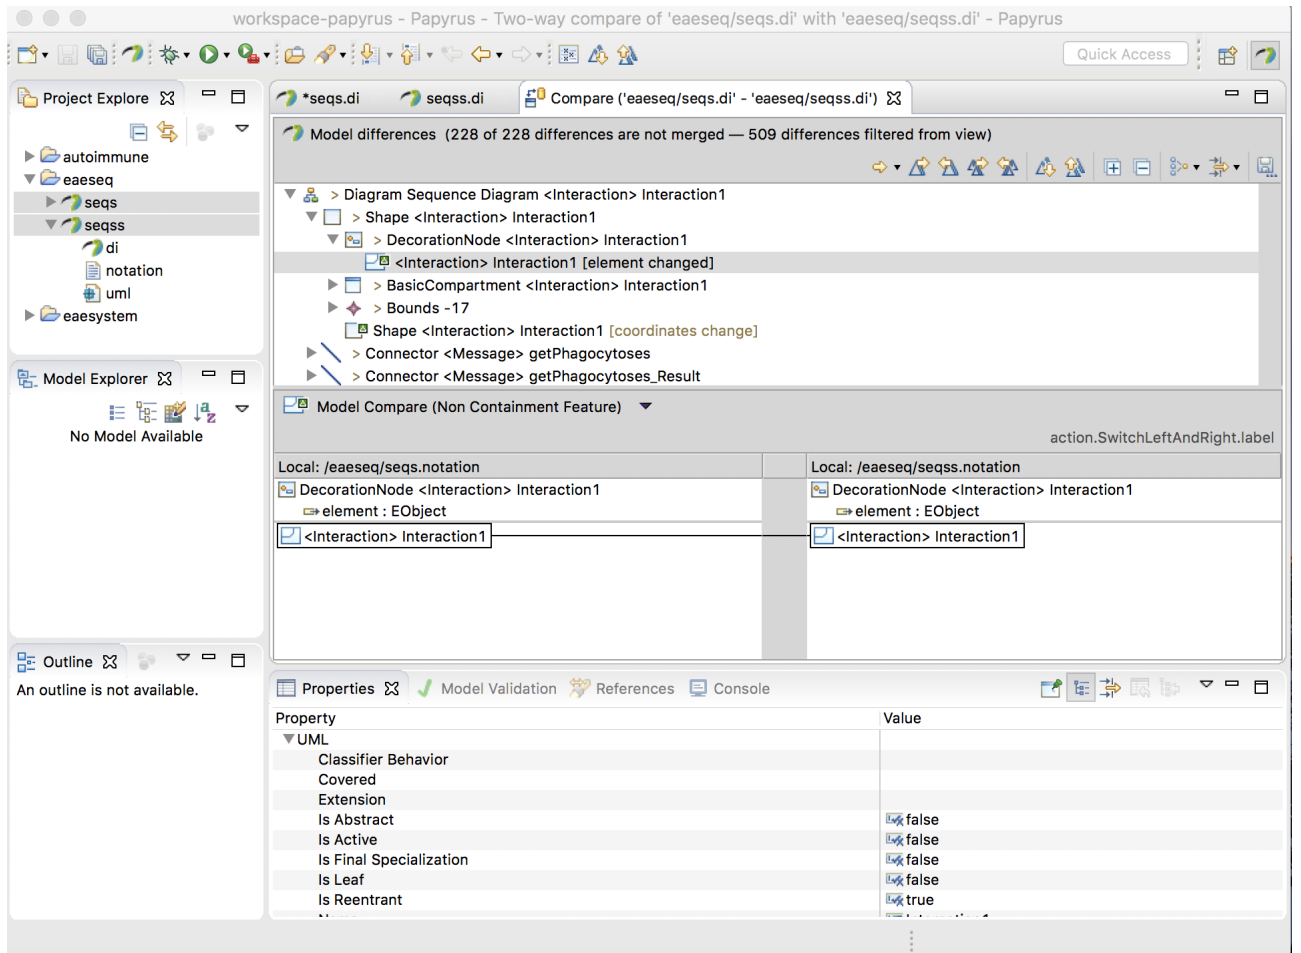 workspace-papyrus - Papyrus - Two-way compare of 'eaeseq/seqs.di' with 'eaeseq/seqss.di' - Papyrus
Quick Access
Project Explore
autoimmune
eaeseq
seqs
seqss
di
notation
uml
eaesystem
Model Explorer
No Model Available
Outline
An outline is not available.
*seqs.di
seqss.di
Compare ('eaeseq/seqs.di' - 'eaeseq/seqss.di')
Model differences (228 of 228 differences are not merged — 509 differences filtered from view)
> Diagram Sequence Diagram <Interaction> Interaction1
> Shape <Interaction> Interaction1
> DecorationNode <Interaction> Interaction1
<Interaction> Interaction1 [element changed]
> BasicCompartment <Interaction> Interaction1
> Bounds -17
Shape <Interaction> Interaction1 [coordinates change]
> Connector <Message> getPhagocytoses
> Connector <Message> getPhagocytoses_Result
Model Compare (Non Containment Feature)
action.SwitchLeftAndRight.label
Local: /eaeseq/seqs.notation
DecorationNode <Interaction> Interaction1
element : EObject
<Interaction> Interaction1
Local: /eaeseq/seqss.notation
DecorationNode <Interaction> Interaction1
element : EObject
<Interaction> Interaction1
Properties
Model Validation
References
Console
Property Value
UML
Classifier Behavior
Covered
Extension
Is Abstract false
Is Active false
Is Final Specialization false
Is Leaf false
Is Reentrant true